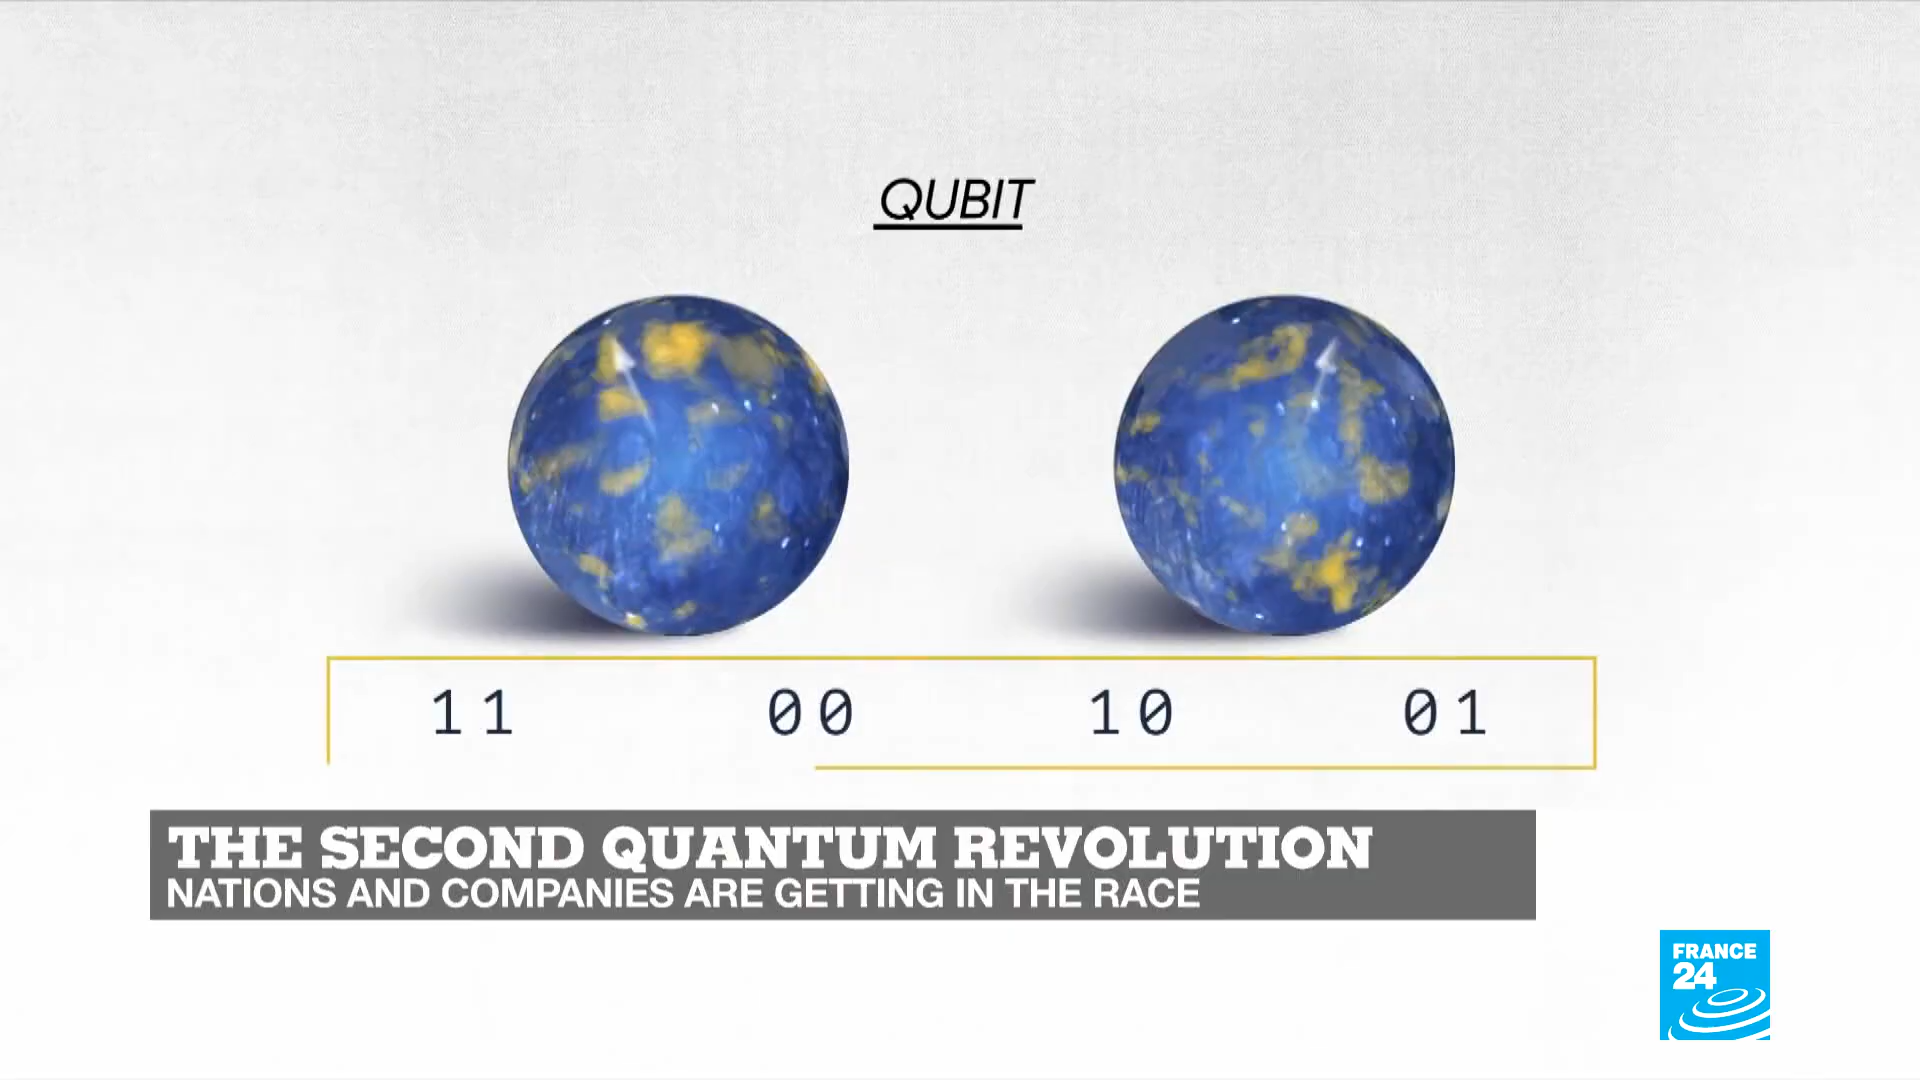 QUBIT
11 00 10 01
THE SECOND QUANTUM REVOLUTION
NATIONS AND COMPANIES ARE GETTING IN THE RACE
FRANCE
24